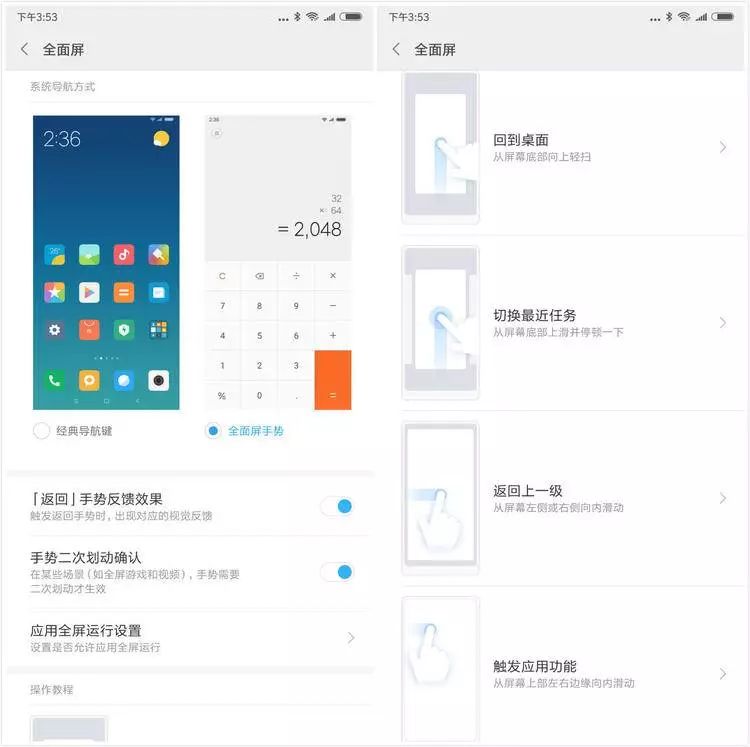 下午3:53
全面屏
系统导航方式
2:36
26°
2:36
32
× 64
= 2,048
C ÷ ×
7 8 9 −
4 5 6 +
1 2 3
% 0 . =
经典导航键
全面屏手势
「返回」手势反馈效果
触发返回手势时，出现对应的视觉反馈
手势二次划动确认
在某些场景（如全屏游戏和视频），手势需要
二次划动才生效
应用全屏运行设置
设置是否允许应用全屏运行
操作教程
下午3:53
全面屏
回到桌面
从屏幕底部向上轻扫
切换最近任务
从屏幕底部上滑并停顿一下
返回上一级
从屏幕左侧或右侧向内滑动
触发应用功能
从屏幕上部左右边缘向内滑动